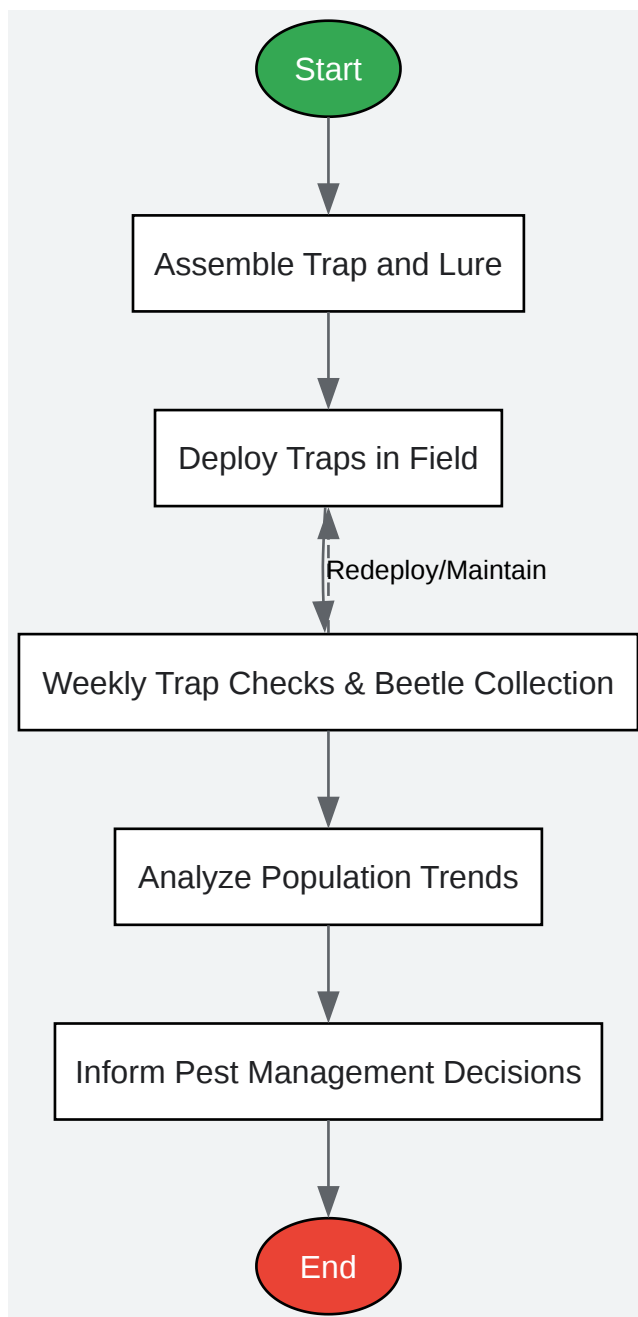 Start
Assemble Trap and Lure
Deploy Traps in Field
Redeploy/Maintain
Weekly Trap Checks & Beetle Collection
Analyze Population Trends
Inform Pest Management Decisions
End